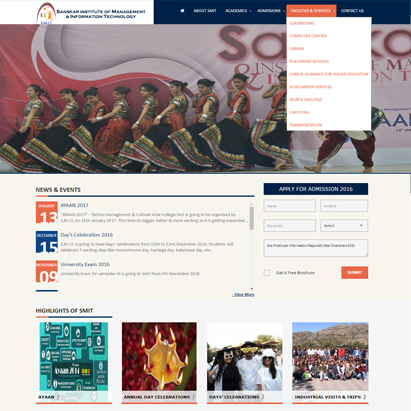 SANSKAR INSTITUTE OF MANAGEMENT
& INFORMATION TECHNOLOGY
S.M.I.T.
ABOUT SMIT
ACADEMICS
ADMISSIONS
FACILITIES & SERVICES
CONTACT US
CLASSROOMS
COMPUTER CENTRES
LIBRARY
PLACEMENT SERVICES
CAREER GUIDANCE FOR HIGHER EDUCATION
SCHOLARSHIP SERVICES
SPORTS FACILITIES
CAFETERIA
TRANSPORTATION
NEWS & EVENTS
JANUARY
13
AYAAN 2017
"AYAAN 2017" - Techno management & Cultural inter-college fest is going to be organised by
S.M.I.T. on 13th January 2017. This time its bigger, better & more exciting as it is getting expanded ..
DECEMBER
15
Day's Celebration 2016
S.M.I.T. is going to have Days' celebrations from 15th to 22nd December 2016. Students will
celebrate 7 exciting days like mono/horror day, heritage day, babyhood day, etc.
NOVEMBER
09
University Exam 2016
University Exam for semester III is going to start from 9th November 2016.
- View More
APPLY FOR ADMISSION 2016
Name
Email Id
Phone No.
Select
Any Particular Information Required (Max Characters 500)
Get A Free Brochure
SUBMIT
HIGHLIGHTS OF SMIT
AYAAN
ANNUAL DAY CELEBRATIONS
DAYS' CELEBRATIONS
INDUSTRIAL VISITS & TRIPS